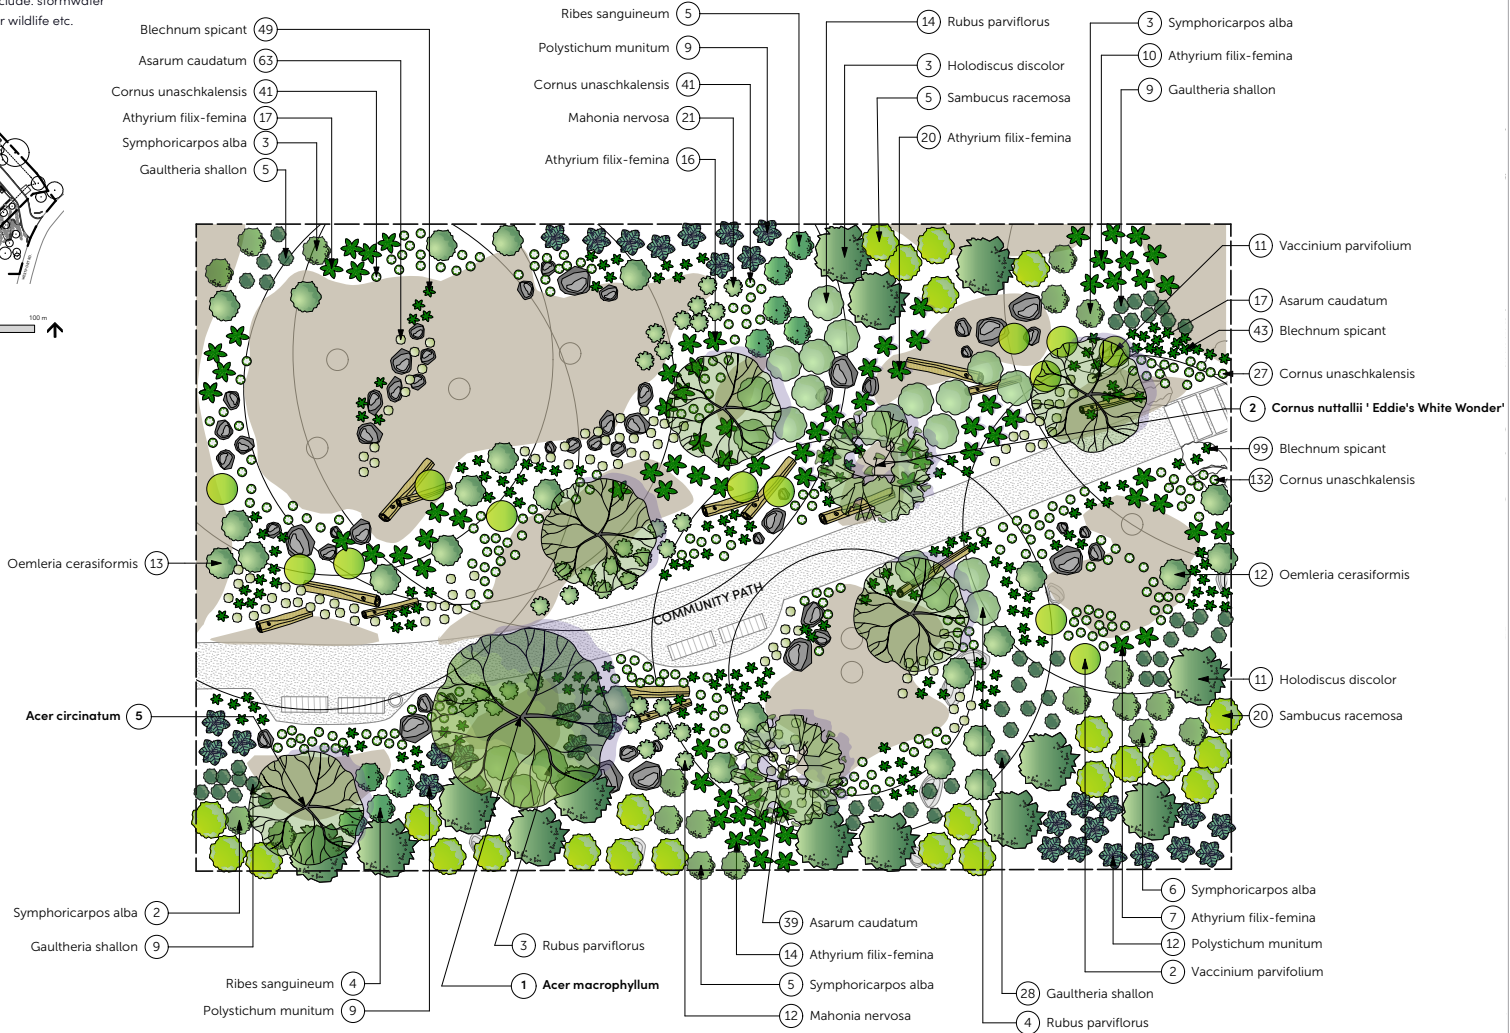 clude: stormwater
r wildlife etc.
100 m
Blechnum spicant 49
Asarum caudatum 63
Cornus unaschkalensis 41
Athyrium filix-femina 17
Symphoricarpos alba 3
Gaultheria shallon 5
Ribes sanguineum 5
Polystichum munitum 9
Cornus unaschkalensis 41
Mahonia nervosa 21
Athyrium filix-femina 16
14 Rubus parviflorus
3 Holodiscus discolor
5 Sambucus racemosa
20 Athyrium filix-femina
3 Symphoricarpos alba
10 Athyrium filix-femina
9 Gaultheria shallon
11 Vaccinium parvifolium
17 Asarum caudatum
43 Blechnum spicant
27 Cornus unaschkalensis
2 Cornus nuttallii ' Eddie's White Wonder'
99 Blechnum spicant
132 Cornus unaschkalensis
Oemleria cerasiformis 13
12 Oemleria cerasiformis
COMMUNITY PATH
11 Holodiscus discolor
20 Sambucus racemosa
Acer circinatum 5
Symphoricarpos alba 2
Gaultheria shallon 9
Ribes sanguineum 4
Polystichum munitum 9
3 Rubus parviflorus
1 Acer macrophyllum
39 Asarum caudatum
14 Athyrium filix-femina
5 Symphoricarpos alba
12 Mahonia nervosa
6 Symphoricarpos alba
7 Athyrium filix-femina
12 Polystichum munitum
2 Vaccinium parvifolium
28 Gaultheria shallon
4 Rubus parviflorus